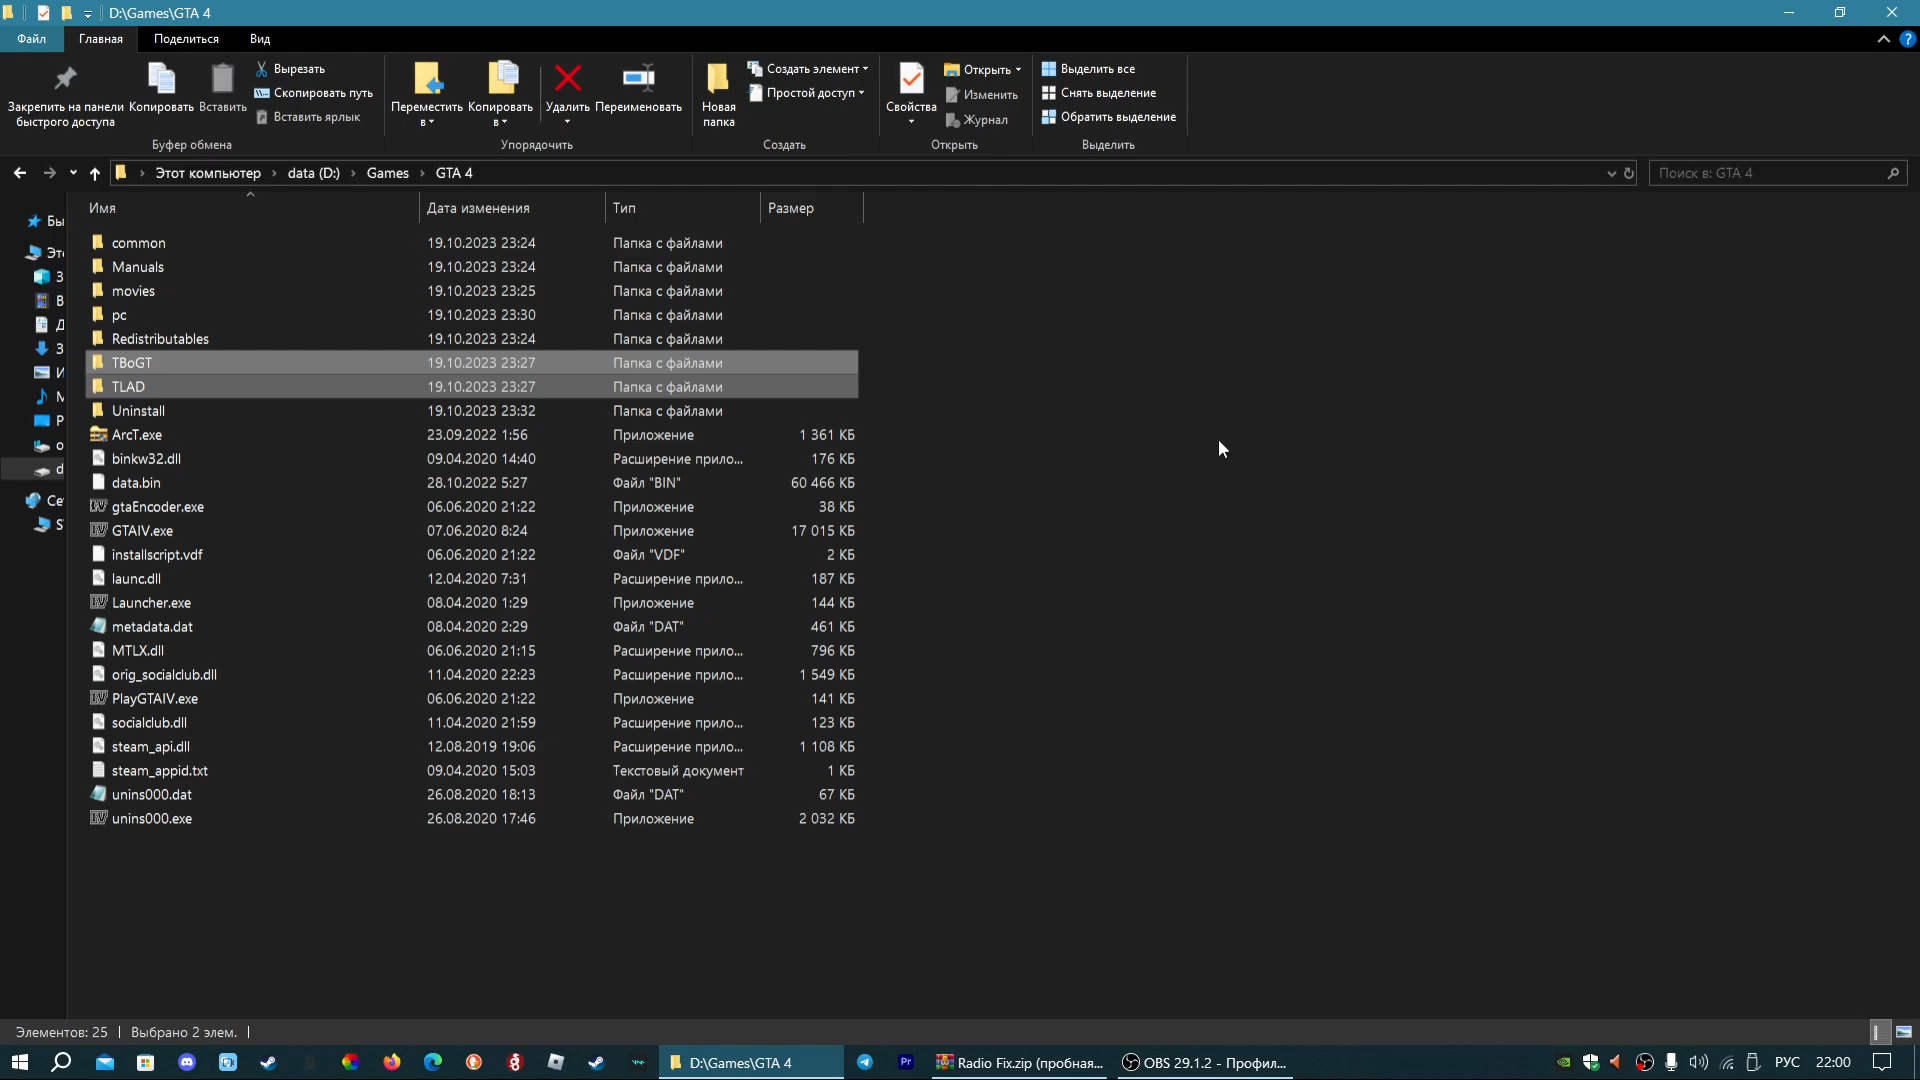 D:\Games\GTA 4
Файл
Главная
Поделиться
Вид
Закрепить на панели
быстрого доступа
Копировать
Вставить
Вырезать
Скопировать путь
Вставить ярлык
Буфер обмена
Переместить
в
Копировать
в
Удалить
Переименовать
Упорядочить
Новая
папка
Создать элемент
Простой доступ
Создать
Свойства
Открыть
Изменить
Журнал
Открыть
Выделить все
Снять выделение
Обратить выделение
Выделить
Этот компьютер › data (D:) › Games › GTA 4
Поиск в: GTA 4
Имя Дата изменения Тип Размер
Бы
Это
З
В
Д
З
И
М
Р
о
d
Се
S
common 19.10.2023 23:24 Папка с файлами
Manuals 19.10.2023 23:24 Папка с файлами
movies 19.10.2023 23:25 Папка с файлами
pc 19.10.2023 23:30 Папка с файлами
Redistributables 19.10.2023 23:24 Папка с файлами
TBoGT 19.10.2023 23:27 Папка с файлами
TLAD 19.10.2023 23:27 Папка с файлами
Uninstall 19.10.2023 23:32 Папка с файлами
ArcT.exe 23.09.2022 1:56 Приложение 1 361 КБ
binkw32.dll 09.04.2020 14:40 Расширение прило... 176 КБ
data.bin 28.10.2022 5:27 Файл "BIN" 60 466 КБ
gtaEncoder.exe 06.06.2020 21:22 Приложение 38 КБ
GTAIV.exe 07.06.2020 8:24 Приложение 17 015 КБ
installscript.vdf 06.06.2020 21:22 Файл "VDF" 2 КБ
launc.dll 12.04.2020 7:31 Расширение прило... 187 КБ
Launcher.exe 08.04.2020 1:29 Приложение 144 КБ
metadata.dat 08.04.2020 2:29 Файл "DAT" 461 КБ
MTLX.dll 06.06.2020 21:15 Расширение прило... 796 КБ
orig_socialclub.dll 11.04.2020 22:23 Расширение прило... 1 549 КБ
PlayGTAIV.exe 06.06.2020 21:22 Приложение 141 КБ
socialclub.dll 11.04.2020 21:59 Расширение прило... 123 КБ
steam_api.dll 12.08.2019 19:06 Расширение прило... 1 108 КБ
steam_appid.txt 09.04.2020 15:03 Текстовый документ 1 КБ
unins000.dat 26.08.2020 18:13 Файл "DAT" 67 КБ
unins000.exe 26.08.2020 17:46 Приложение 2 032 КБ
Элементов: 25 Выбрано 2 элем.
D:\Games\GTA 4
Pr
Radio Fix.zip (пробная...
OBS 29.1.2 - Профил...
РУС
22:00